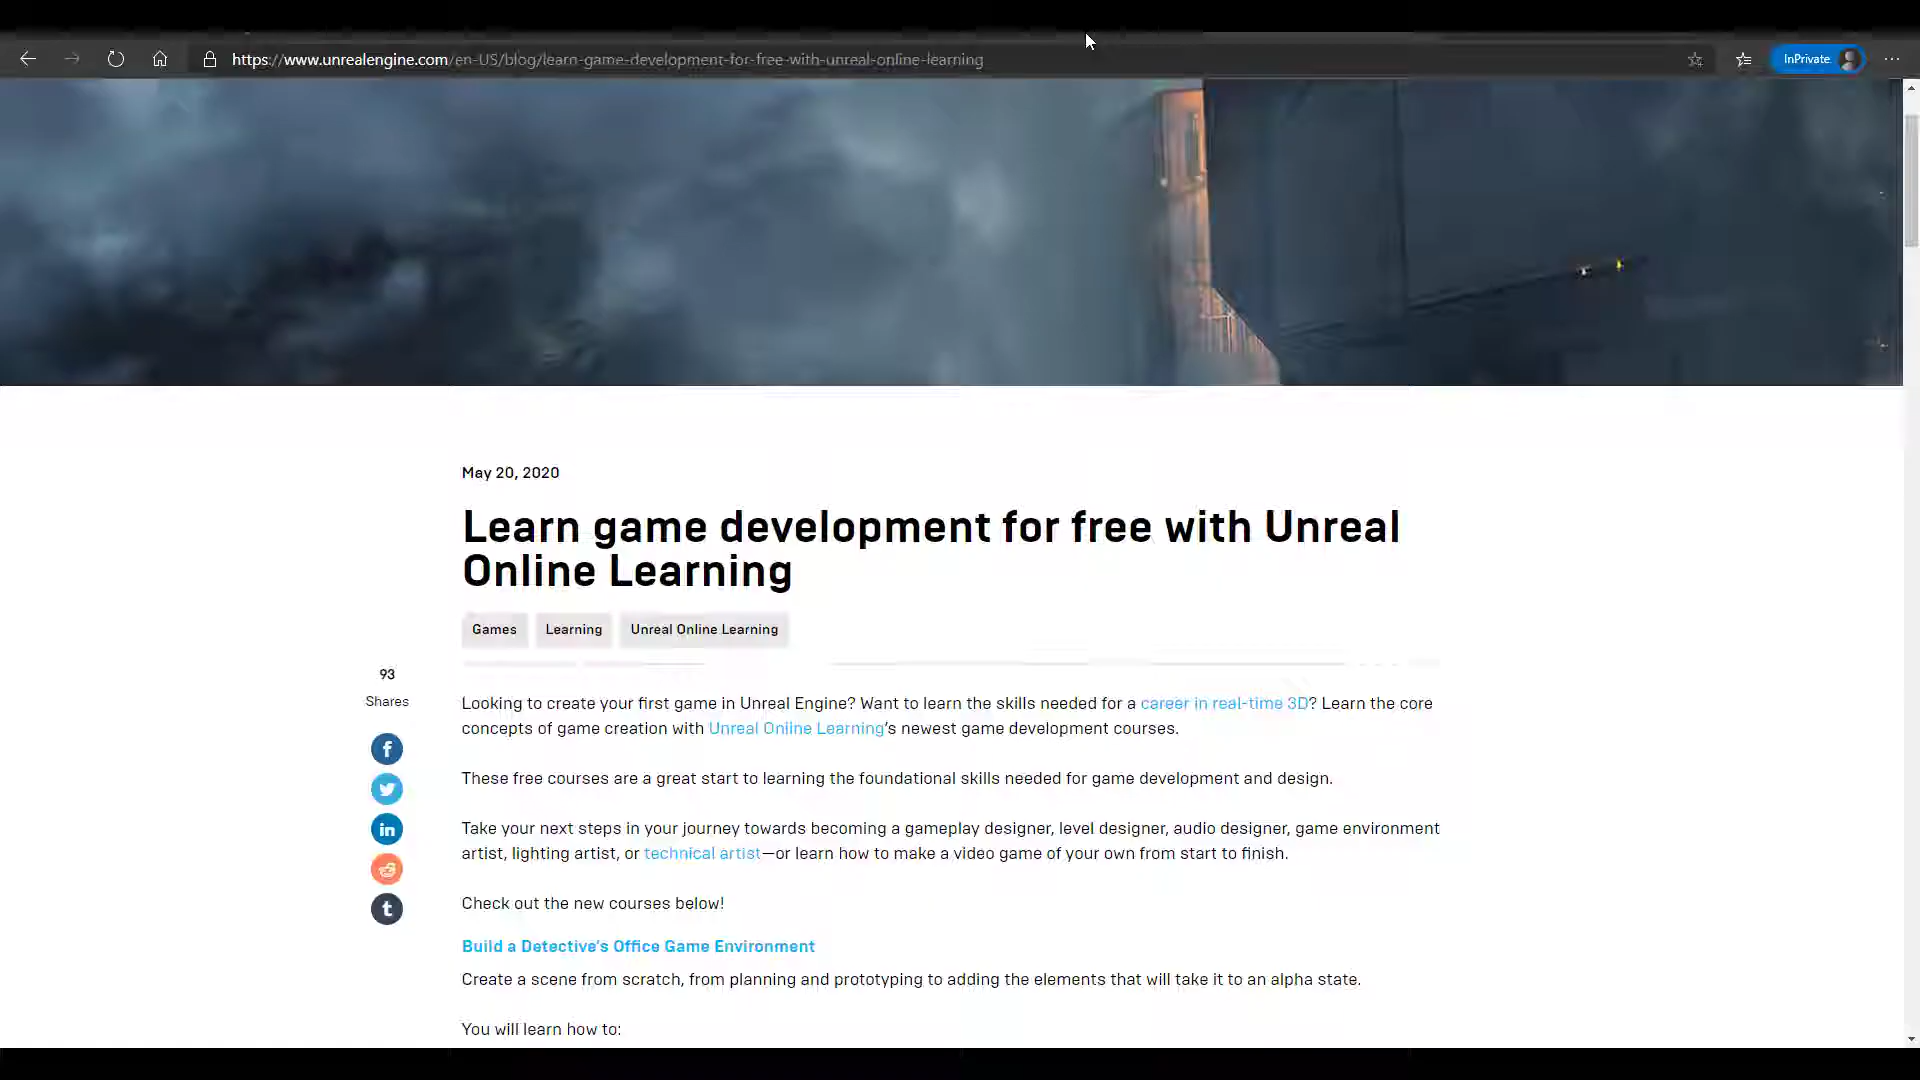 https://www.unrealengine.com/en-US/blog/learn-game-development-for-free-with-unreal-online-learning
InPrivate
May 20, 2020
Learn game development for free with Unreal
Online Learning
Games Learning Unreal Online Learning
93
Shares
Looking to create your first game in Unreal Engine? Want to learn the skills needed for a career in real-time 3D? Learn the core
concepts of game creation with Unreal Online Learning's newest game development courses.
These free courses are a great start to learning the foundational skills needed for game development and design.
Take your next steps in your journey towards becoming a gameplay designer, level designer, audio designer, game environment
artist, lighting artist, or technical artist—or learn how to make a video game of your own from start to finish.
Check out the new courses below!
Build a Detective's Office Game Environment
Create a scene from scratch, from planning and prototyping to adding the elements that will take it to an alpha state.
You will learn how to: